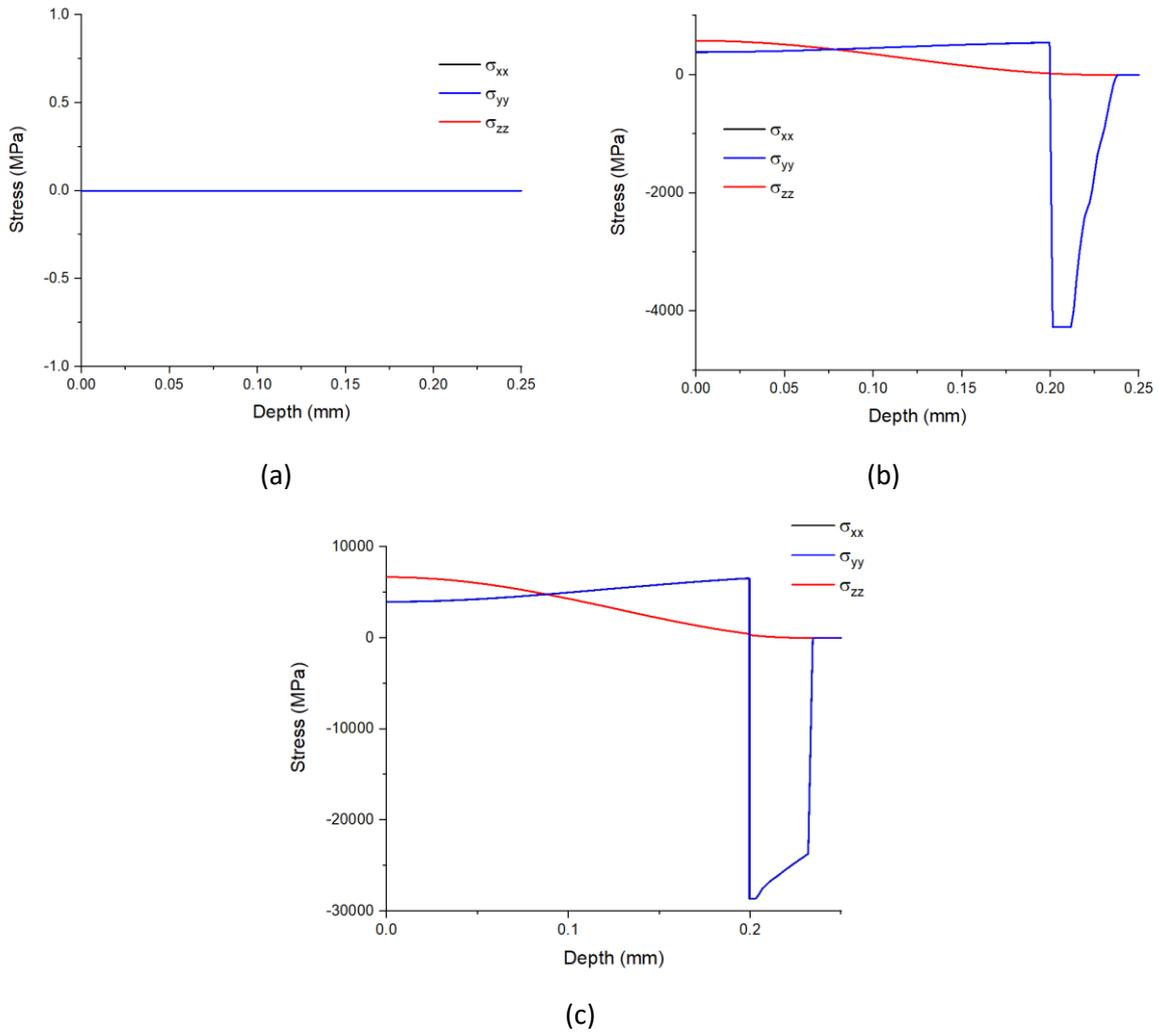 1.0
0.5
0.0
-0.5
-1.0
Stress (MPa)
σxx
σyy
σzz
0.00 0.05 0.10 0.15 0.20 0.25
Depth (mm)
(a)
0
-2000
-4000
Stress (MPa)
σxx
σyy
σzz
0.00 0.05 0.10 0.15 0.20 0.25
Depth (mm)
(b)
10000
0
-10000
-20000
-30000
Stress (MPa)
σxx
σyy
σzz
0.0 0.1 0.2
Depth (mm)
(c)